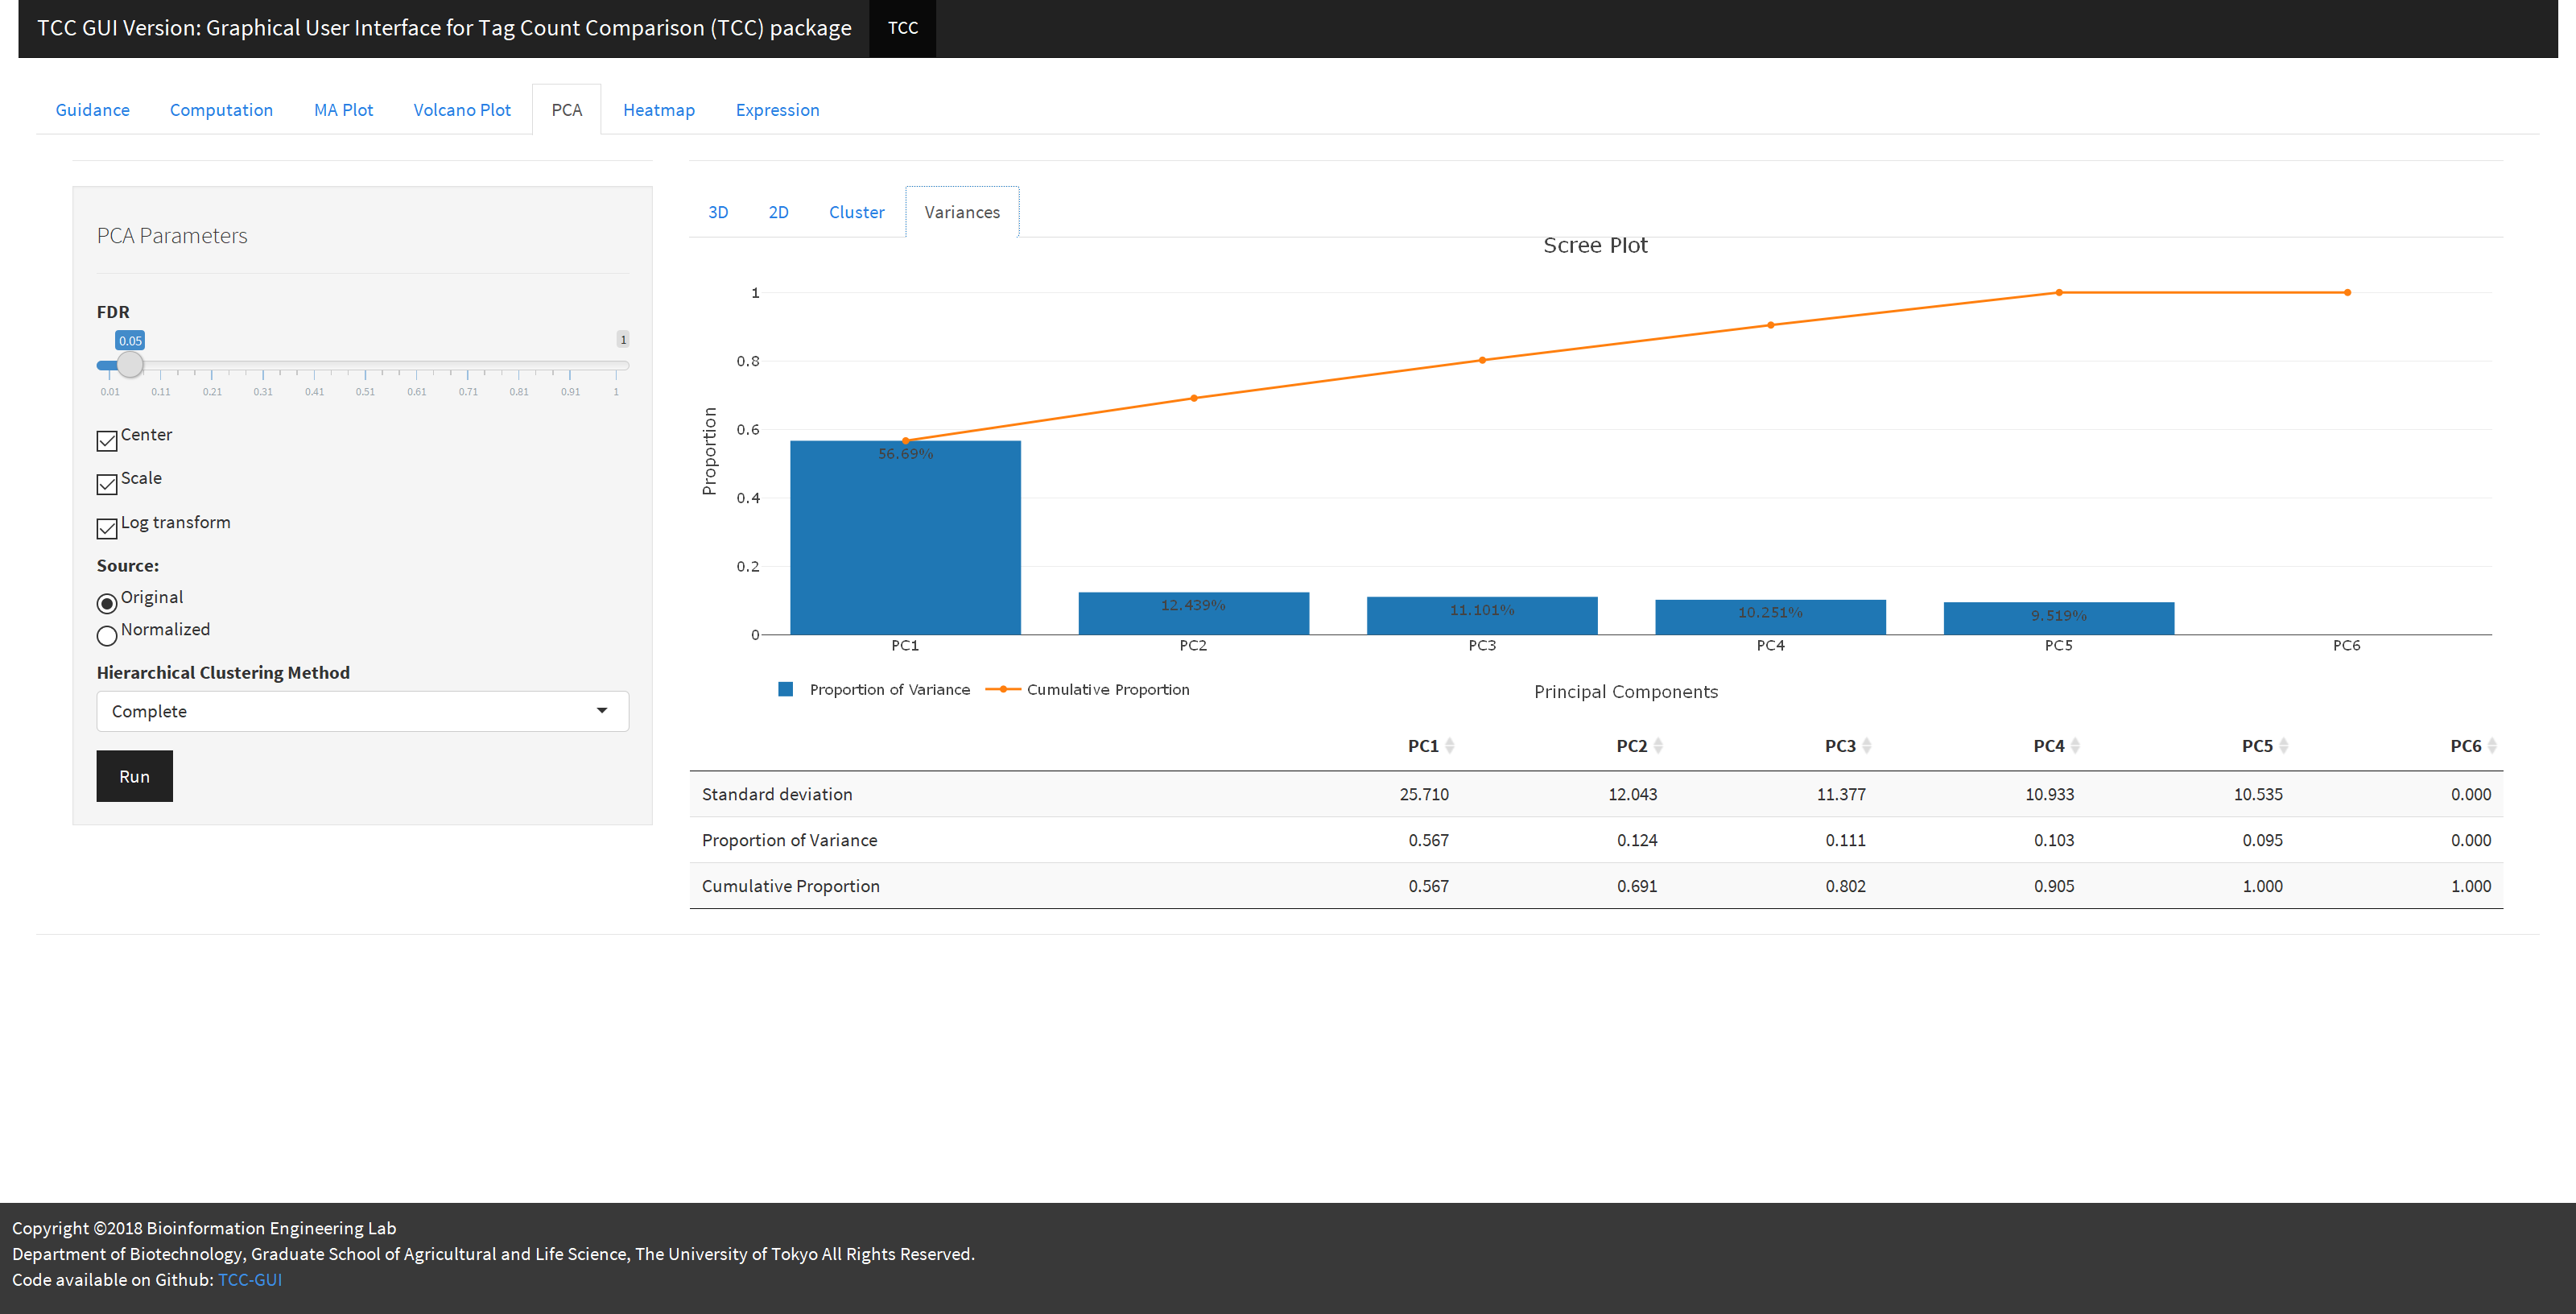 TCC GUI Version: Graphical User Interface for Tag Count Comparison (TCC) package TCC
Guidance Computation MA Plot Volcano Plot PCA Heatmap Expression
PCA Parameters
FDR
0.05 1
0.01 0.11 0.21 0.31 0.41 0.51 0.61 0.71 0.81 0.91 1
Center
Scale
Log transform
Source:
Original
Normalized
Hierarchical Clustering Method
Complete
Run
3D 2D Cluster Variances
Scree Plot
Proportion
1
0.8
0.6
0.4
0.2
0
56.69% 12.439% 11.101% 10.251% 9.519%
PC1 PC2 PC3 PC4 PC5 PC6
Proportion of Variance Cumulative Proportion
Principal Components
PC1 PC2 PC3 PC4 PC5 PC6
Standard deviation 25.710 12.043 11.377 10.933 10.535 0.000
Proportion of Variance 0.567 0.124 0.111 0.103 0.095 0.000
Cumulative Proportion 0.567 0.691 0.802 0.905 1.000 1.000
Copyright ©2018 Bioinformation Engineering Lab
Department of Biotechnology, Graduate School of Agricultural and Life Science, The University of Tokyo All Rights Reserved.
Code available on Github: TCC-GUI